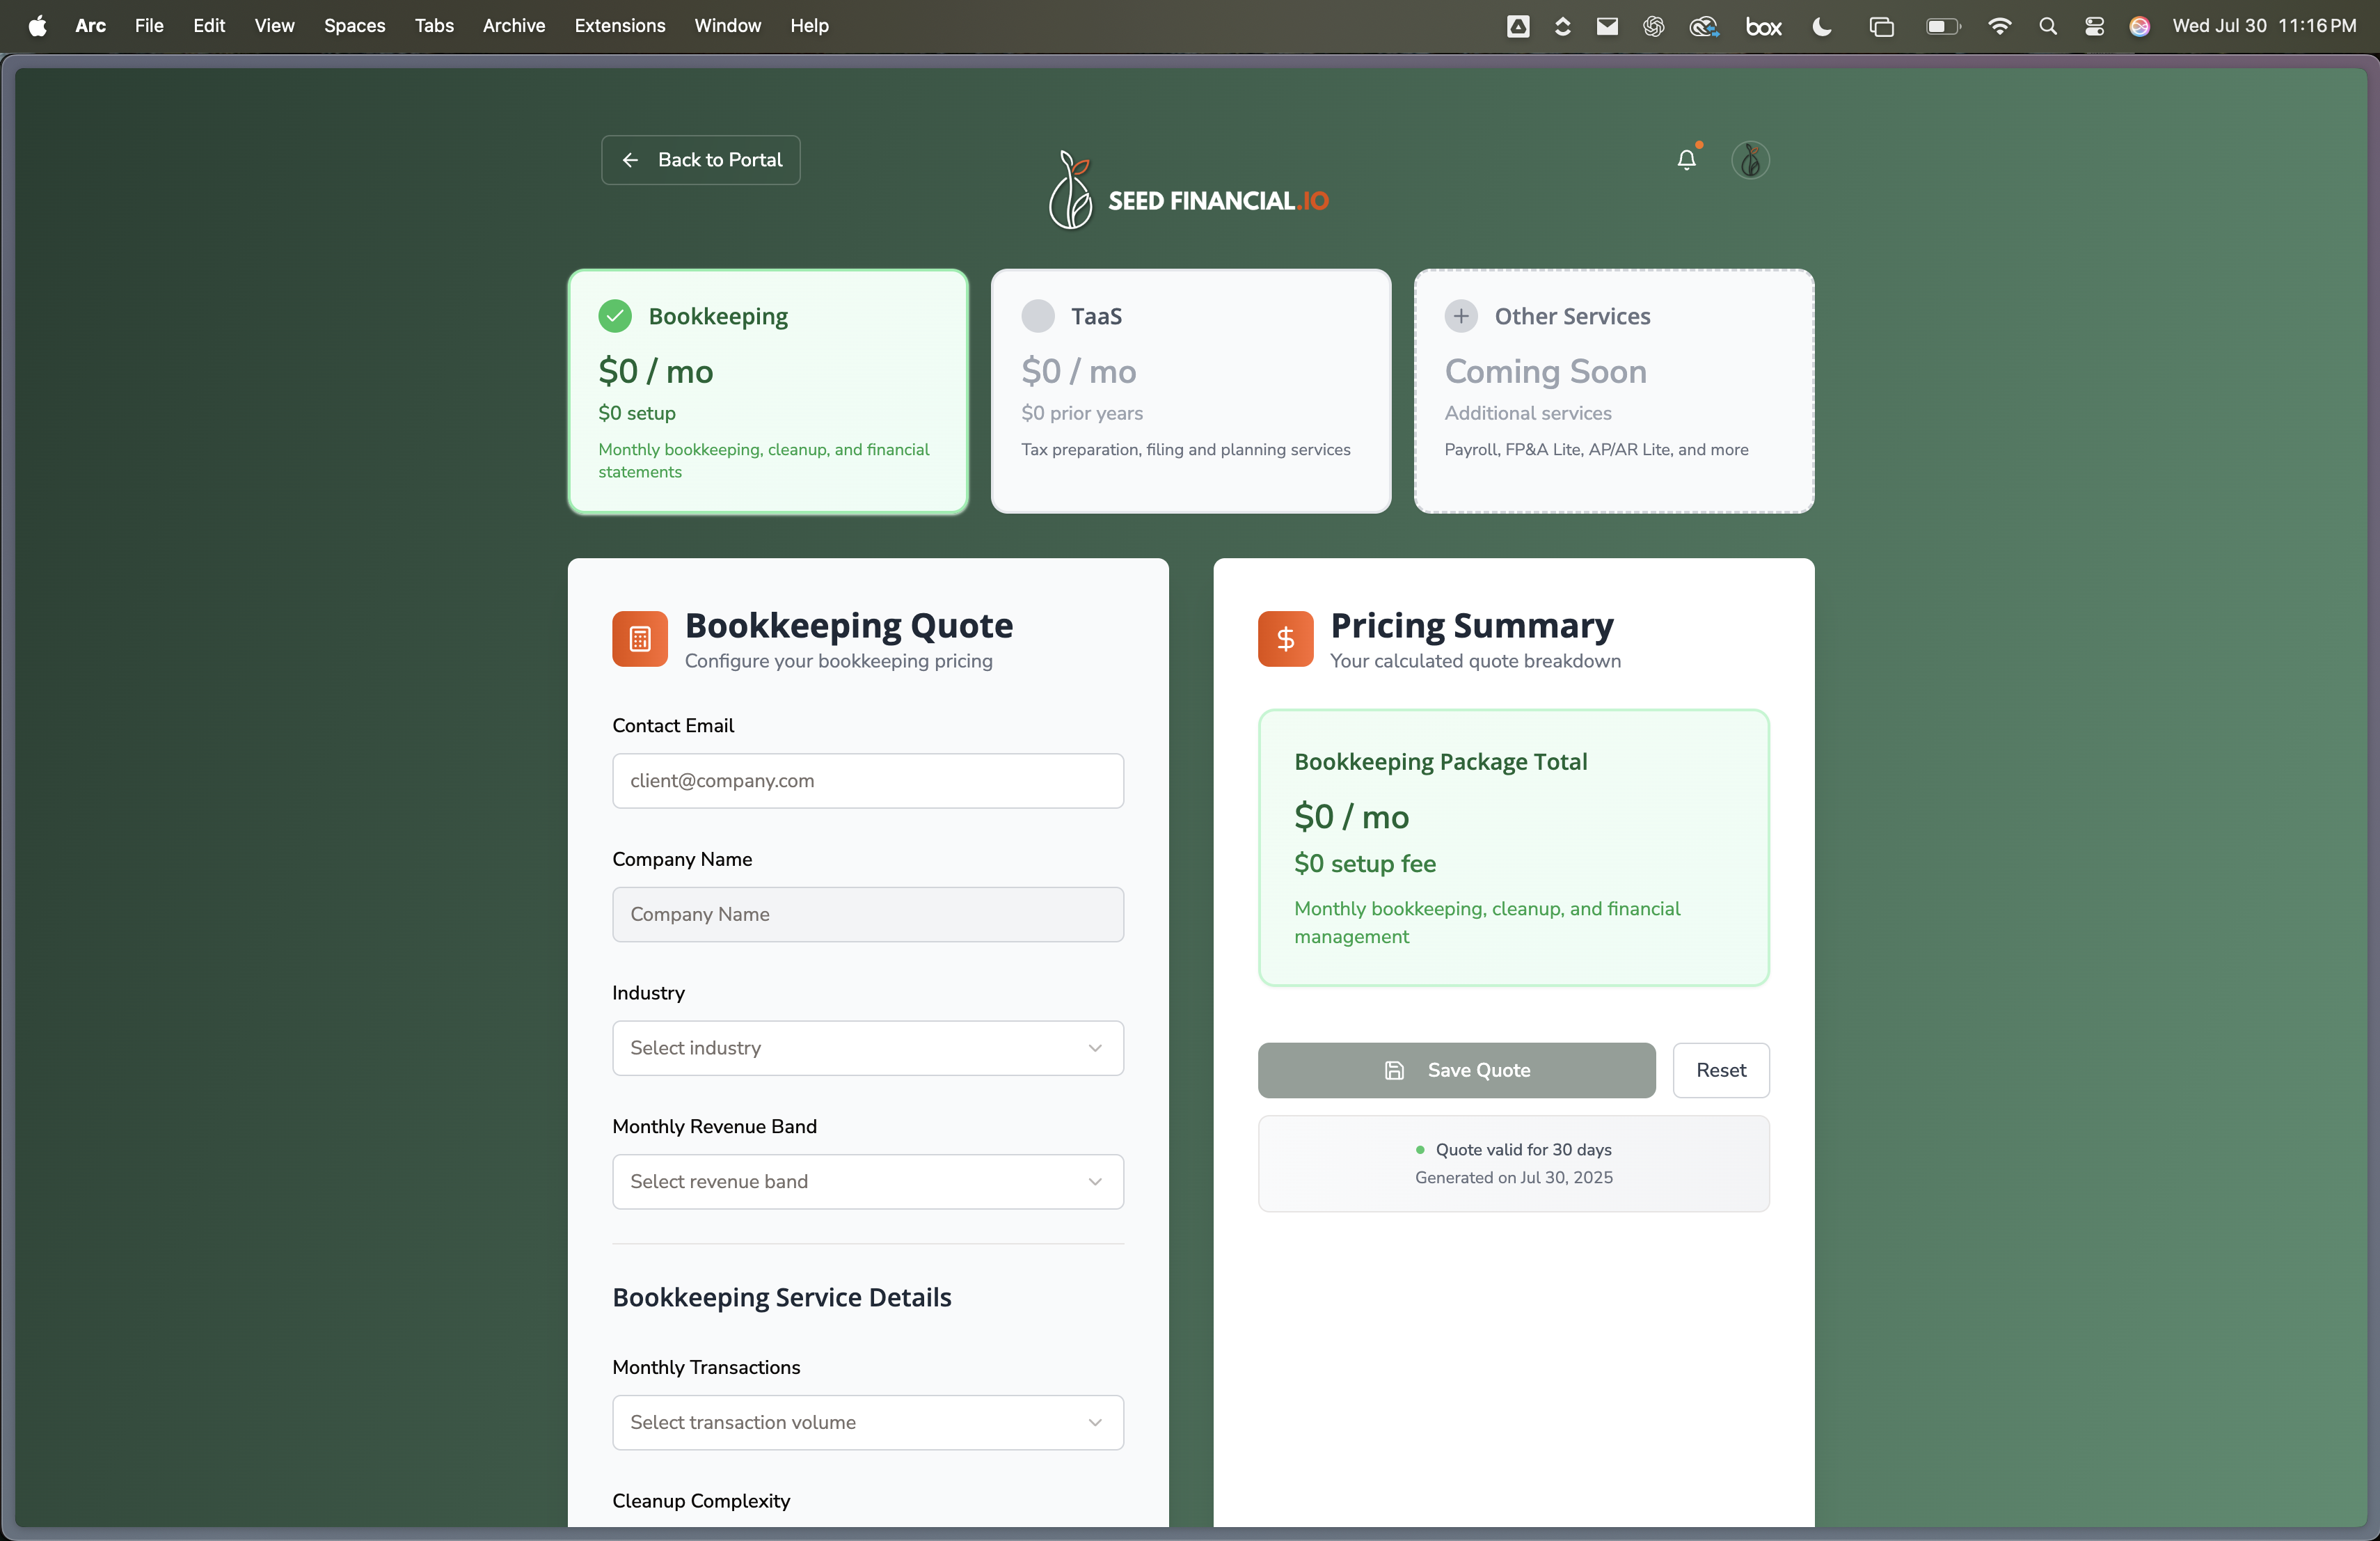 Arc File Edit View Spaces Tabs Archive Extensions Window Help box Wed Jul 30 11:16 PM
Back to Portal
SEED FINANCIAL.IO
Bookkeeping
$0 / mo
$0 setup
Monthly bookkeeping, cleanup, and financial
statements
TaaS
$0 / mo
$0 prior years
Tax preparation, filing and planning services
Other Services
Coming Soon
Additional services
Payroll, FP&A Lite, AP/AR Lite, and more
Bookkeeping Quote
Configure your bookkeeping pricing
Contact Email
client@company.com
Company Name
Company Name
Industry
Select industry
Monthly Revenue Band
Select revenue band
Bookkeeping Service Details
Monthly Transactions
Select transaction volume
Cleanup Complexity
Pricing Summary
Your calculated quote breakdown
Bookkeeping Package Total
$0 / mo
$0 setup fee
Monthly bookkeeping, cleanup, and financial
management
Save Quote
Reset
Quote valid for 30 days
Generated on Jul 30, 2025